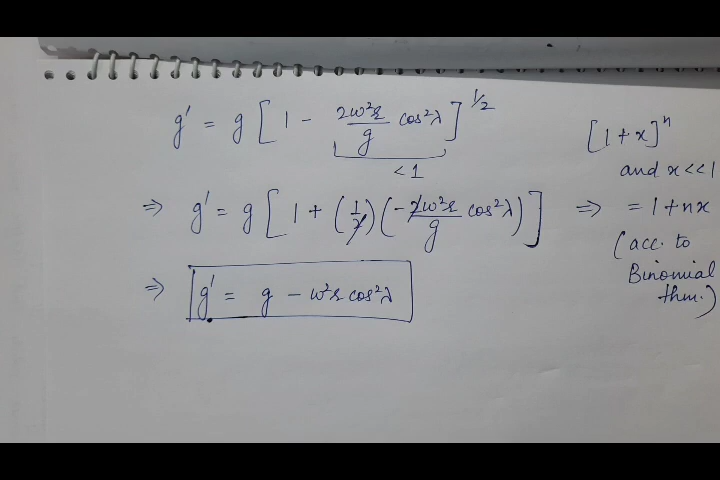 g' = g [ 1 - 2ω²r/g cos²λ ]^1/2
< 1
[1+x]^n
and x<<1
⇒ g' = g [ 1 + (1/2) ( - 2ω²r/g cos²λ ) ] ⇒ = 1+nx
(acc. to
Binomial
thm.)
⇒ g' = g - ω²r cos²λ